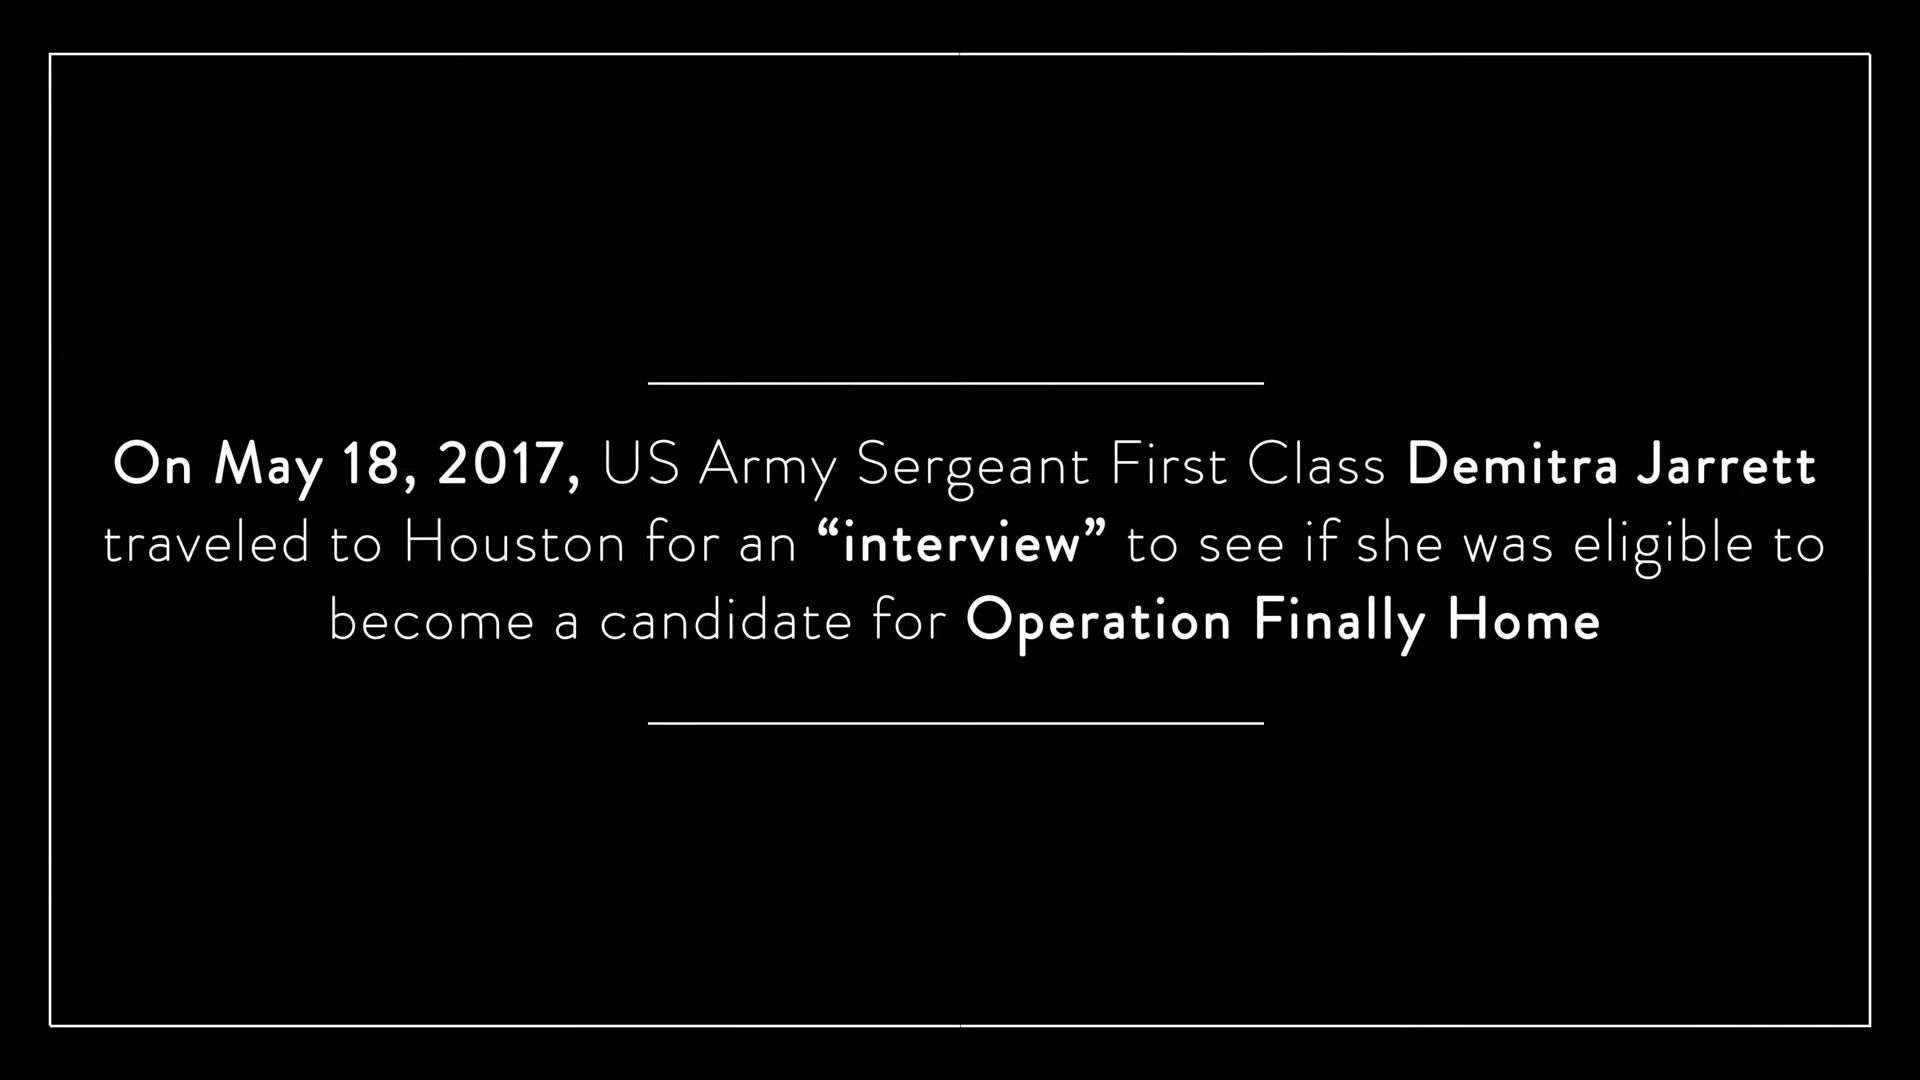 On May 18, 2017, US Army Sergeant First Class Demitra Jarrett
traveled to Houston for an “interview” to see if she was eligible to
become a candidate for Operation Finally Home